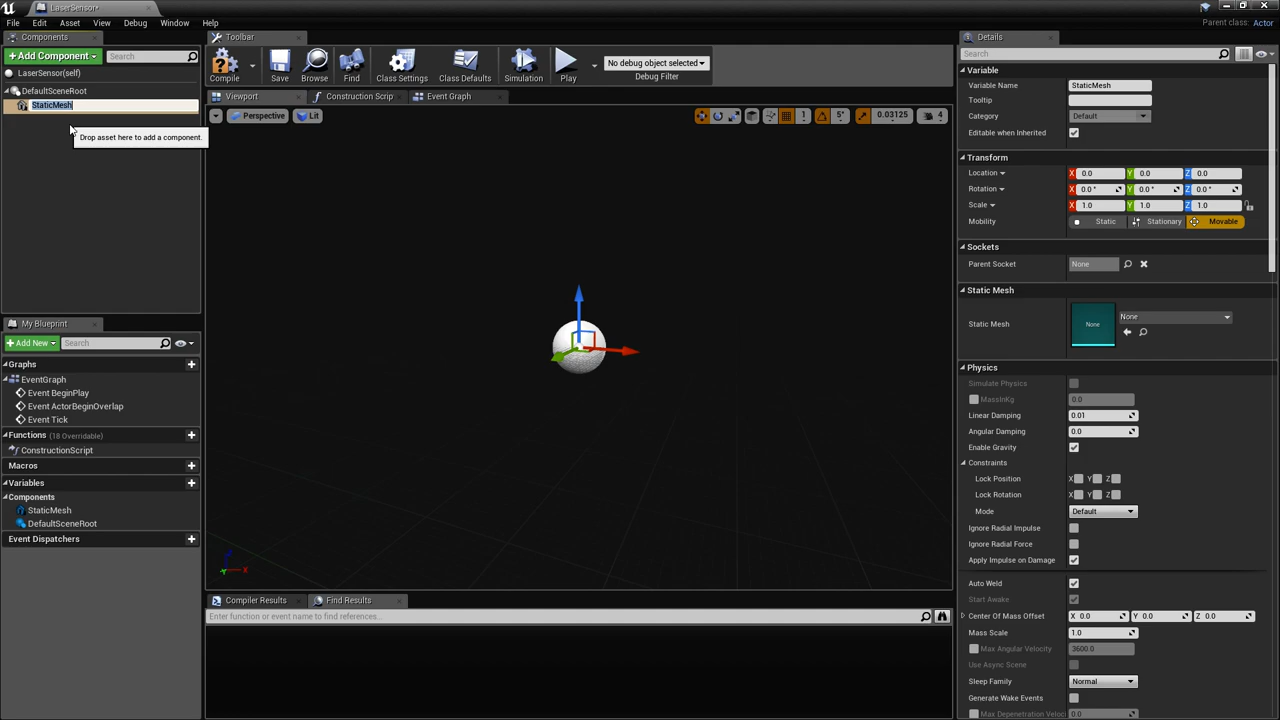 LaserSensor*
File Edit Asset View Debug Window Help
Parent class: Actor
Components
+Add Component
Search
LaserSensor(self)
DefaultSceneRoot
StaticMesh
Drop asset here to add a component.
My Blueprint
+Add New
Search
Graphs
EventGraph
Event BeginPlay
Event ActorBeginOverlap
Event Tick
Functions (18 Overridable)
ConstructionScript
Macros
Variables
Components
StaticMesh
DefaultSceneRoot
Event Dispatchers
Toolbar
Compile Save Browse Find Class Settings Class Defaults Simulation Play
No debug object selected
Debug Filter
Viewport Construction Scrip Event Graph
Perspective Lit
5° 0.03125 4
X
Compiler Results Find Results
Enter function or event name to find references.
Details
Search
Variable
Variable Name StaticMesh
Tooltip
Category Default
Editable when Inherited
Transform
Location X 0.0 Y 0.0 Z 0.0
Rotation X 0.0 ° Y 0.0 ° Z 0.0 °
Scale X 1.0 Y 1.0 Z 1.0
Mobility Static Stationary Movable
Sockets
Parent Socket None
Static Mesh
Static Mesh None None
Physics
Simulate Physics
MassInKg 0.0
Linear Damping 0.01
Angular Damping 0.0
Enable Gravity
Constraints
Lock Position X Y Z
Lock Rotation X Y Z
Mode Default
Ignore Radial Impulse
Ignore Radial Force
Apply Impulse on Damage
Auto Weld
Start Awake
Center Of Mass Offset X 0.0 Y 0.0 Z 0.0
Mass Scale 1.0
Max Angular Velocity 3600.0
Use Async Scene
Sleep Family Normal
Generate Wake Events
Max Depenetration Veloc 0.0